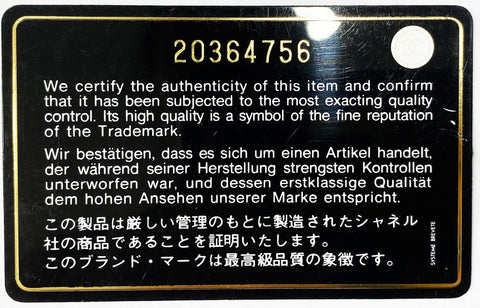 20364756
We certify the authenticity of this item and confirm
that it has been subjected to the most exacting quality
control. Its high quality is a symbol of the fine reputation
of the Trademark.
Wir bestätigen, dass es sich um einen Artikel handelt,
der während seiner Herstellung strengsten Kontrollen
unterworfen war, und dessen erstklassige Qualität
dem hohen Ansehen unserer Marke entspricht.
この製品は厳しい管理のもとに製造されたシャネル
社の商品であることを証明いたします。
このブランド・マークは最高級品質の象徴です。
SYSTEME BREVETE